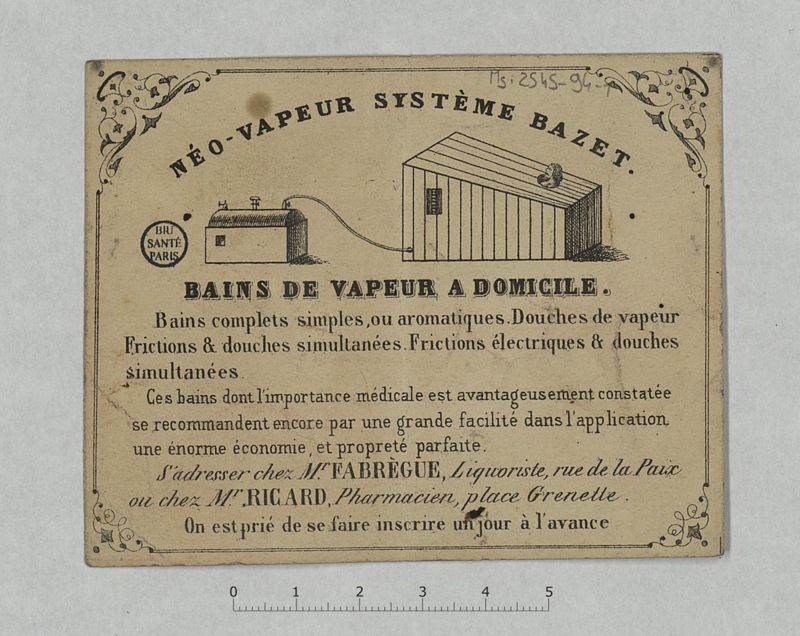 Ms. 2545-94-
NÉO-VAPEUR SYSTÈME BAZET.
BIU
SANTÉ
PARIS
BAINS DE VAPEUR A DOMICILE.
Bains complets simples, ou aromatiques. Douches de vapeur
Frictions & douches simultanées. Frictions électriques & douches
simultanées.
Ces bains dont l'importance médicale est avantageusement constatée
se recommandent encore par une grande facilité dans l'application
une énorme économie, et propreté parfaite.
S'adresser chez Mr. FABRÈGUE, Liquoriste, rue de la Paix
ou chez Mr. RICARD, Pharmacien, place Grenette.
On est prié de se faire inscrire un jour à l'avance
0 1 2 3 4 5